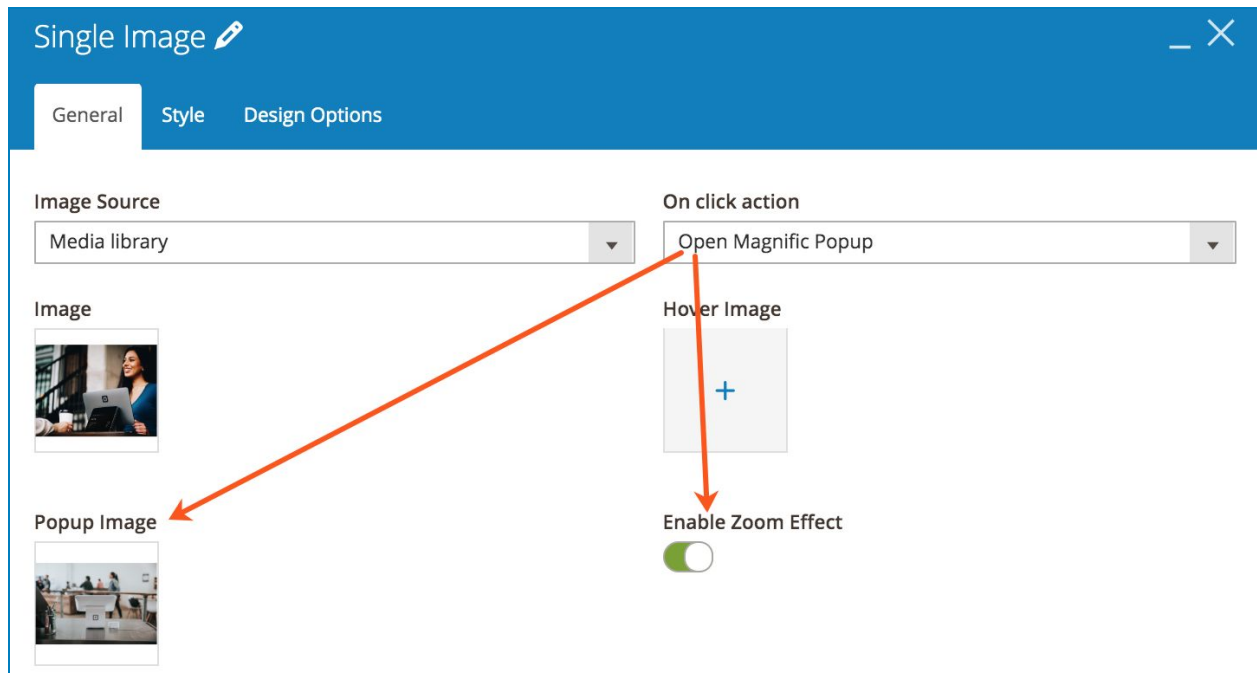 Single Image
General Style Design Options
Image Source
On click action
Media library
Open Magnific Popup
Image
Hover Image
+
Popup Image
Enable Zoom Effect